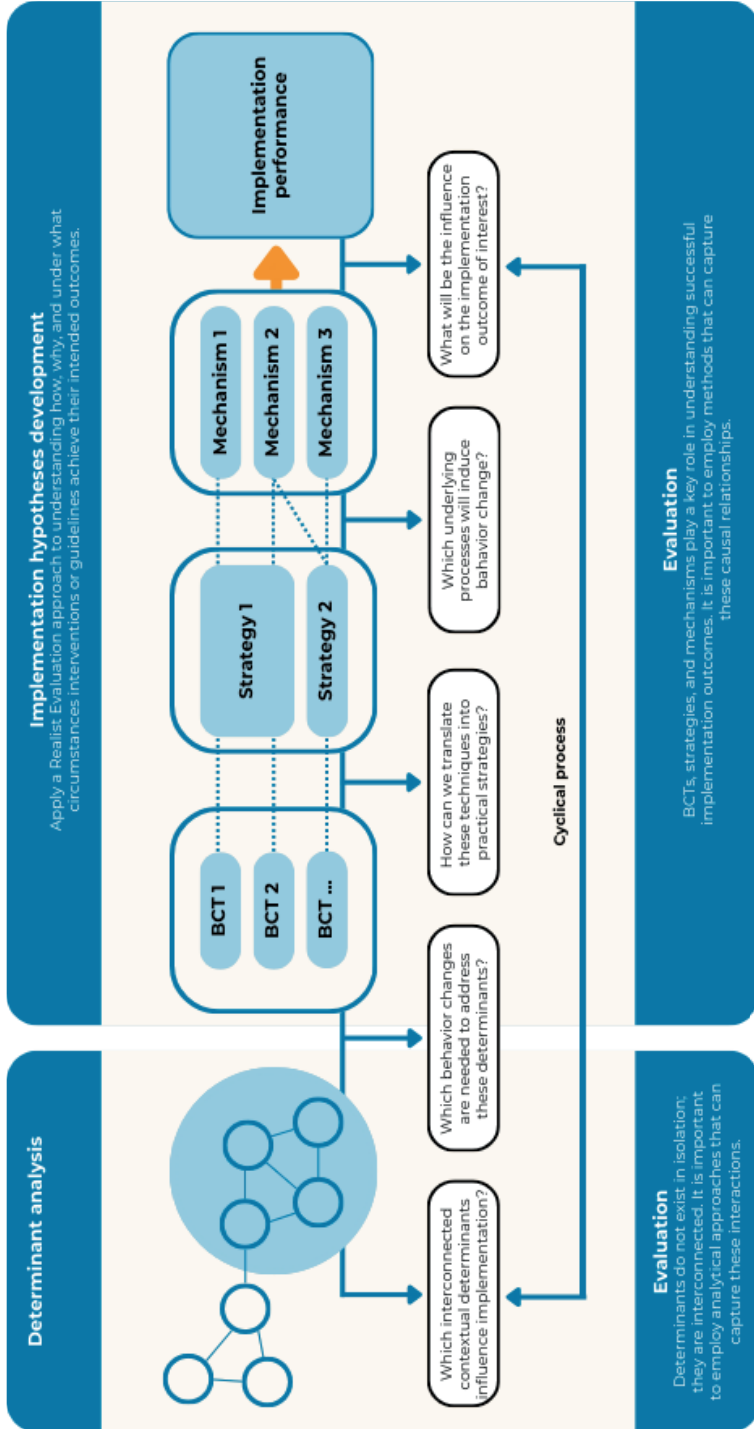 Determinant analysis
Implementation hypotheses development
Apply a Realist Evaluation approach to understanding how, why, and under what
circumstances interventions or guidelines achieve their intended outcomes.
BCT 1
BCT 2
BCT ...
Strategy 1
Strategy 2
Mechanism 1
Mechanism 2
Mechanism 3
Implementation
performance
Which interconnected
contextual determinants
influence implementation?
Which behavior changes
are needed to address
these determinants?
How can we translate
these techniques into
practical strategies?
Which underlying
processes will induce
bahavior change?
What will be the influence
on the implementation
outcome of interest?
Cyclical process
Evaluation
Determinants do not exist in isolation;
they are interconnected. It is important
to employ analytical approaches that can
capture these interactions.
Evaluation
BCTs, strategies, and mechanisms play a key role in understanding successful
implementation outcomes. It is important to employ methods that can capture
these causal relationships.